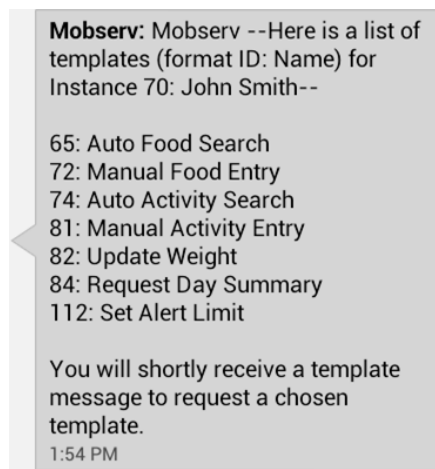 Mobserv: Mobserv --Here is a list of
templates (format ID: Name) for
Instance 70: John Smith--
65: Auto Food Search
72: Manual Food Entry
74: Auto Activity Search
81: Manual Activity Entry
82: Update Weight
84: Request Day Summary
112: Set Alert Limit
You will shortly receive a template
message to request a chosen
template.
1:54 PM